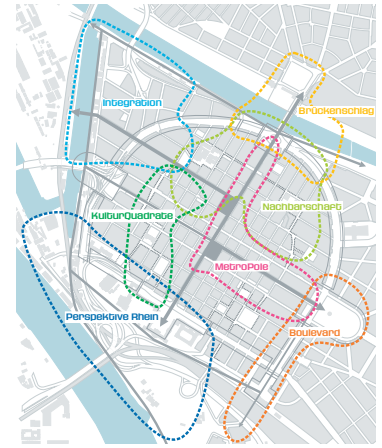 Integration
Brückenschlag
Nachbarschaft
KulturQuadrate
MetroPole
Perspektive Rhein
Boulevard